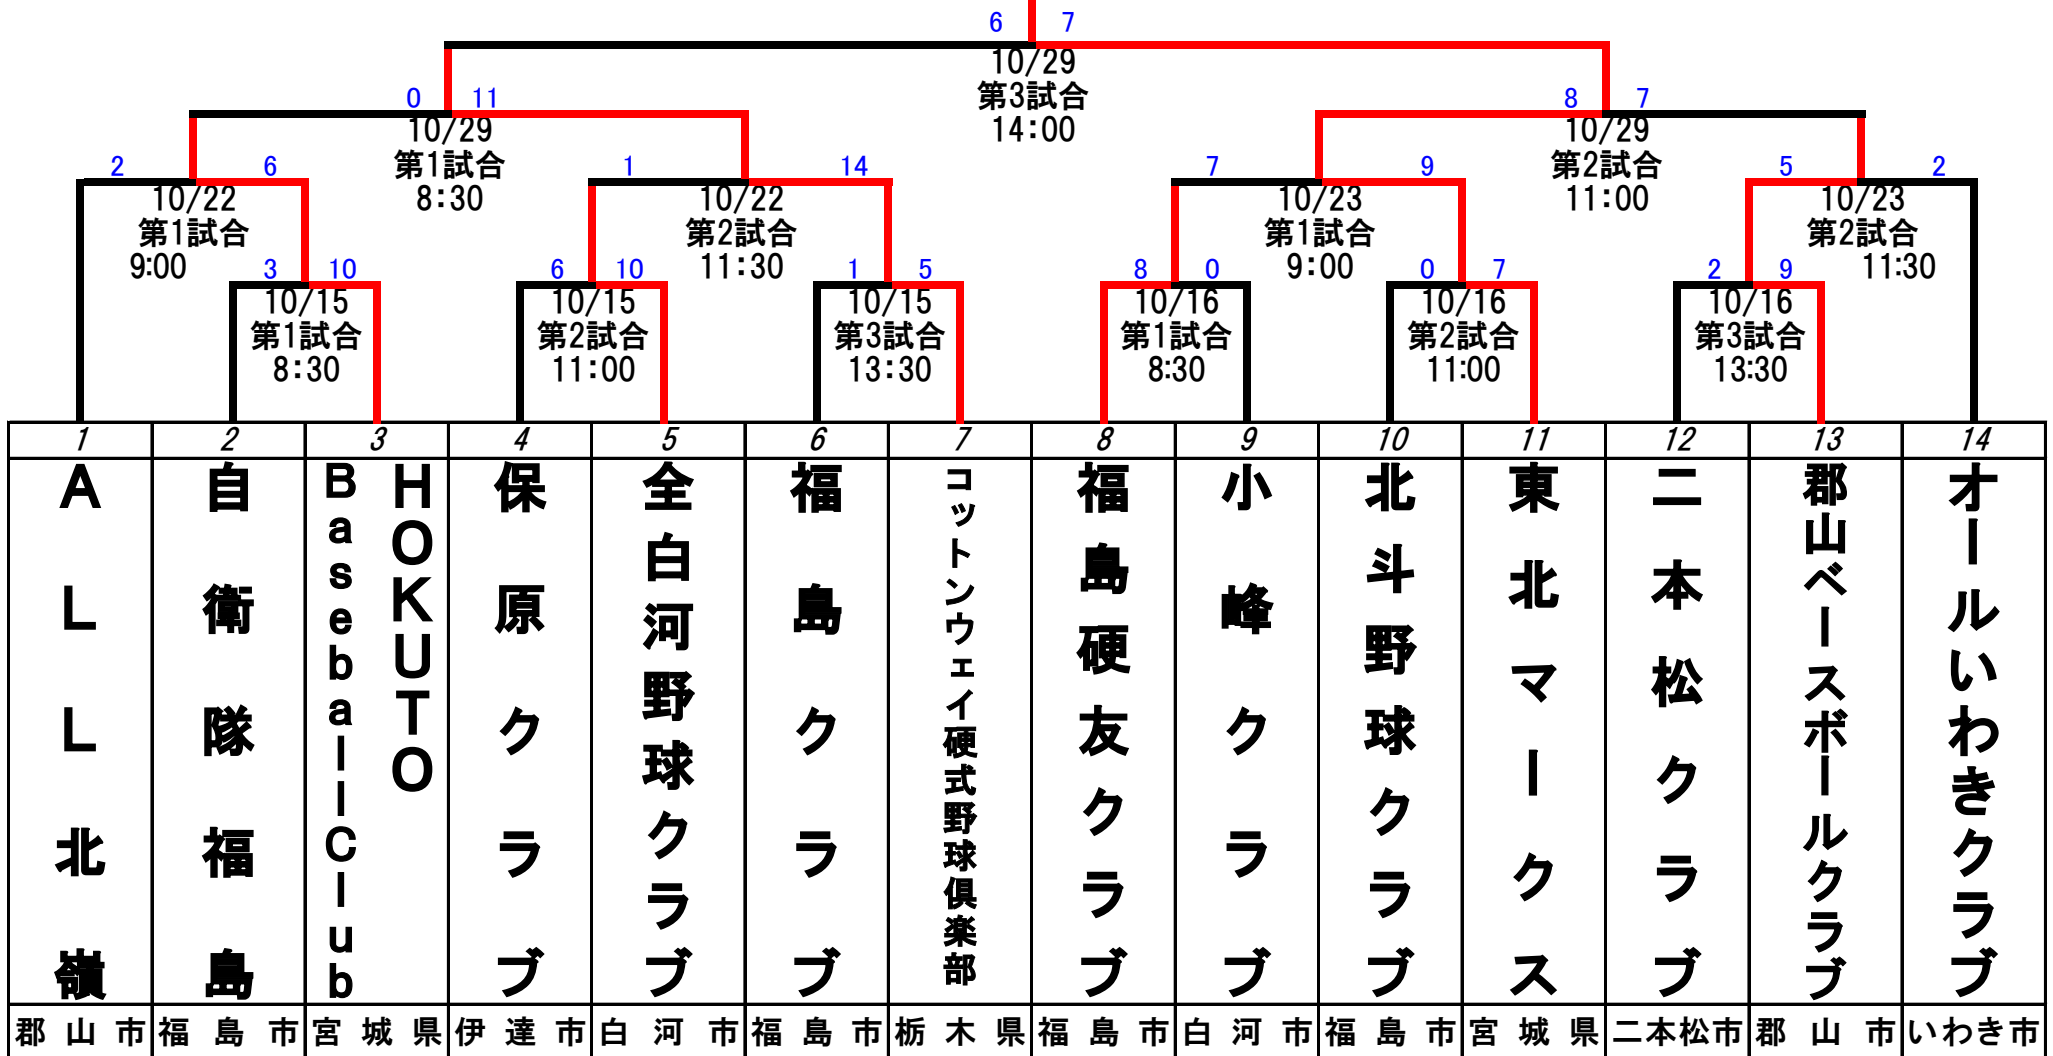 6 7
10/29
第3試合
14:00
0 11
10/29
第1試合
8:30
8 7
10/29
第2試合
11:00
2 6
10/22
第1試合
9:00
1 14
10/22
第2試合
11:30
7 9
10/23
第1試合
9:00
5 2
10/23
第2試合
11:30
3 10
10/15
第1試合
8:30
6 10
10/15
第2試合
11:00
1 5
10/15
第3試合
13:30
8 0
10/16
第1試合
8:30
0 7
10/16
第2試合
11:00
2 9
10/16
第3試合
13:30
1 2 3 4 5 6 7 8 9 10 11 12 13 14
ALL北嶺
自衛隊福島
HOKUTO
BaseballClub
保原クラブ
全白河野球クラブ
福島クラブ
コットンウェイ硬式野球倶楽部
福島硬友クラブ
小峰クラブ
北斗野球クラブ
東北マークス
二本松クラブ
郡山ベースボールクラブ
オールいわきクラブ
郡山市 福島市 宮城県 伊達市 白河市 福島市 栃木県 福島市 白河市 福島市 宮城県 二本松市 郡山市 いわき市